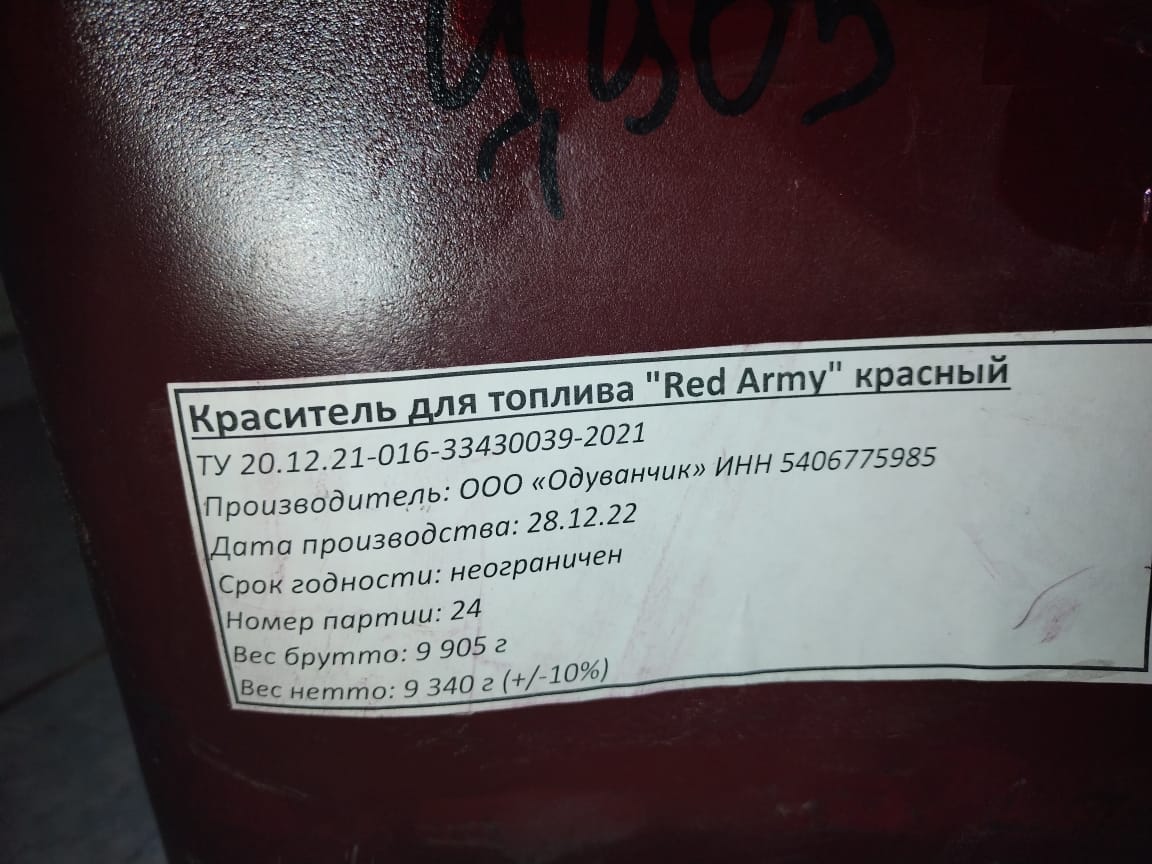 Краситель для топлива "Red Army" красный
ТУ 20.12.21-016-33430039-2021
Производитель: ООО «Одуванчик» ИНН 5406775985
Дата производства: 28.12.22
Срок годности: неограничен
Номер партии: 24
Вес брутто: 9 905 г
Вес нетто: 9 340 г (+/-10%)